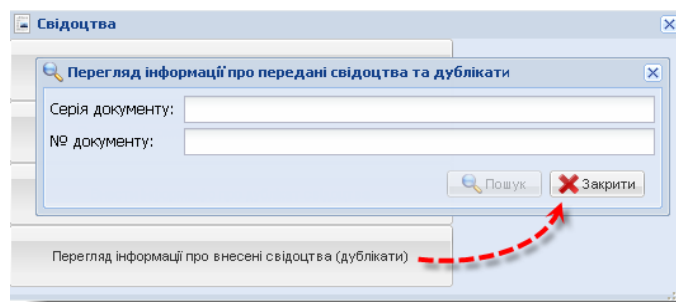 Свідоцтва
Перегляд інформації про передані свідоцтва та дублікати
Серія документу:
№ документу:
Пошук
Закрити
Перегляд інформації про внесені свідоцтва (дублікати)